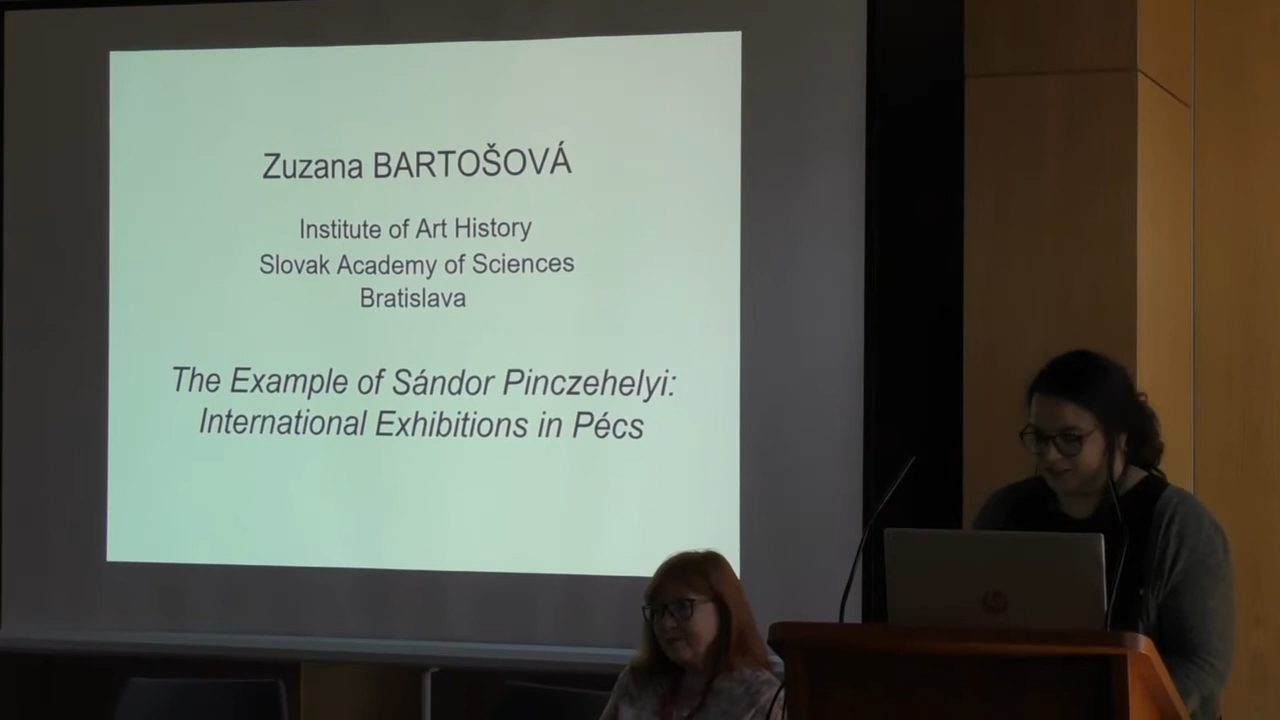 Zuzana BARTOŠOVÁ
Institute of Art History
Slovak Academy of Sciences
Bratislava
The Example of Sándor Pinczehelyi:
International Exhibitions in Pécs
hp